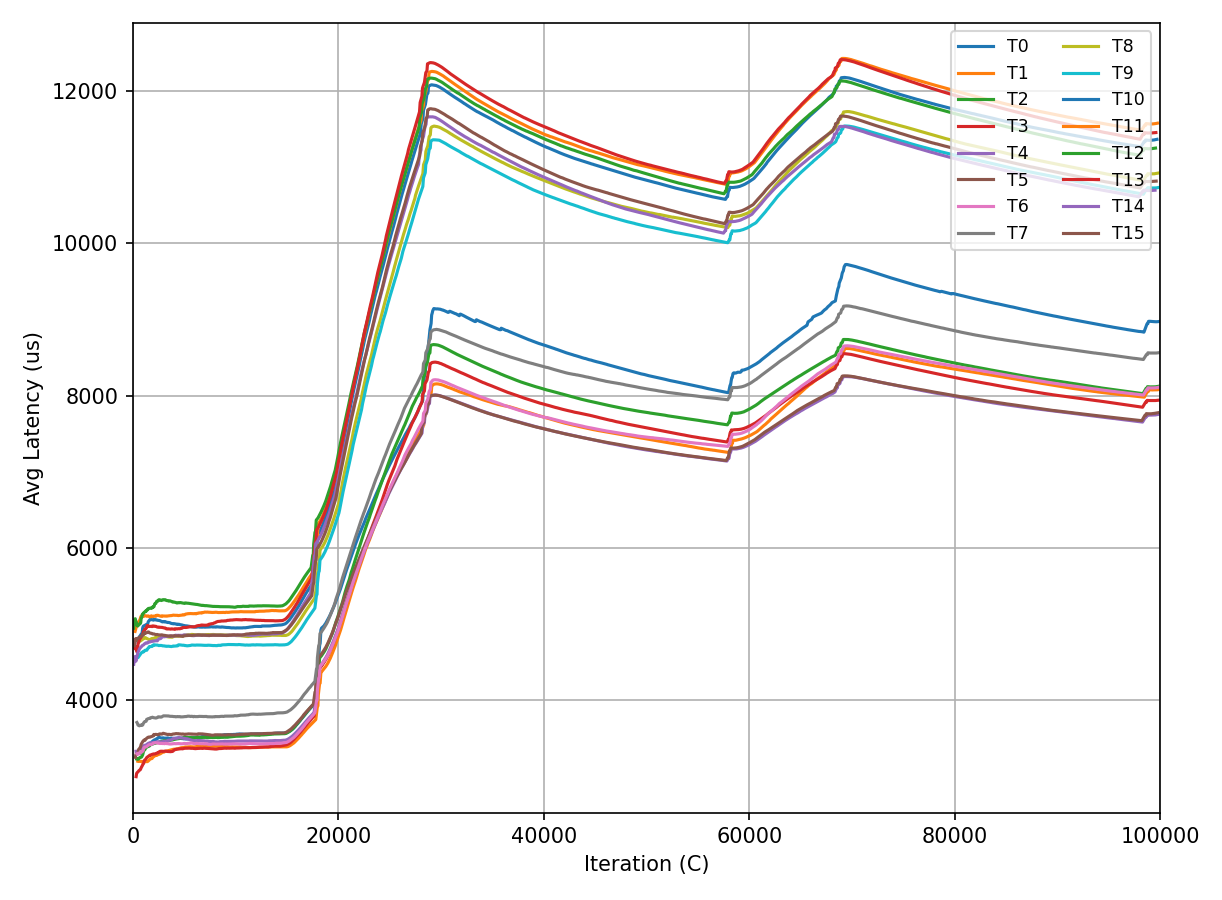 Avg Latency (us)
12000
10000
8000
6000
4000
0 20000 40000 60000 80000 100000
Iteration (C)
T0 T8
T1 T9
T2 T10
T3 T11
T4 T12
T5 T13
T6 T14
T7 T15